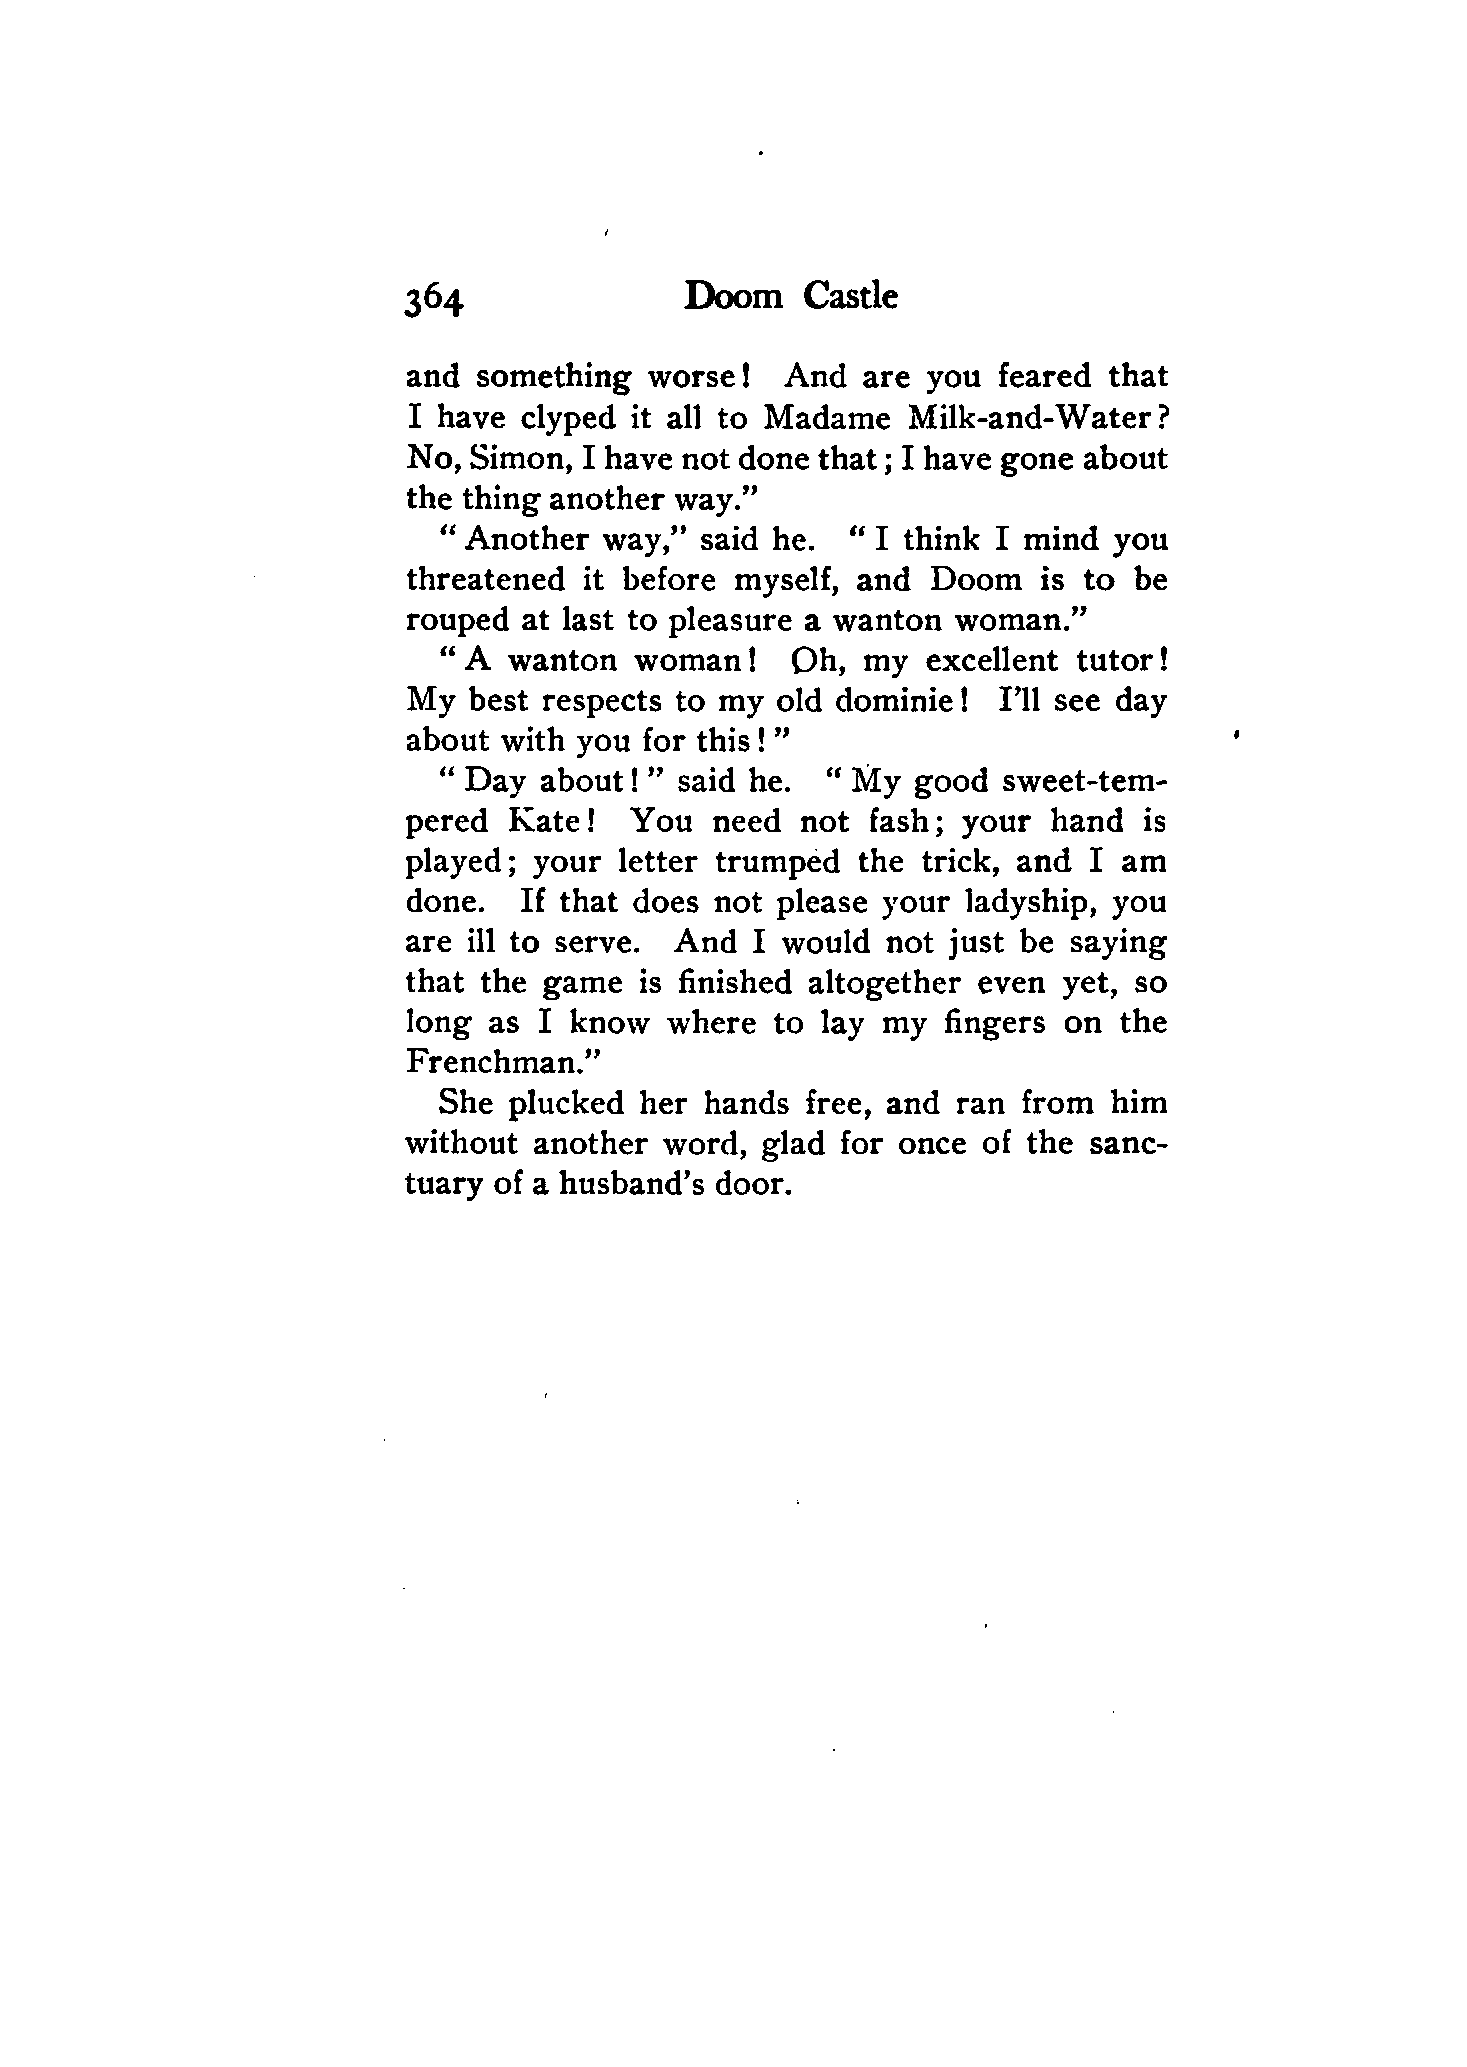 364 Doom Castle
and something worse! And are you feared that
I have clyped it all to Madame Milk-and-Water?
No, Simon, I have not done that; I have gone about
the thing another way."
"Another way," said he. "I think I mind you
threatened it before myself, and Doom is to be
rouped at last to pleasure a wanton woman."
"A wanton woman! Oh, my excellent tutor!
My best respects to my old dominie! I'll see day
about with you for this!"
"Day about!" said he. "My good sweet-tem-
pered Kate! You need not fash; your hand is
played; your letter trumped the trick, and I am
done. If that does not please your ladyship, you
are ill to serve. And I would not just be saying
that the game is finished altogether even yet, so
long as I know where to lay my fingers on the
Frenchman."
She plucked her hands free, and ran from him
without another word, glad for once of the sanc-
tuary of a husband's door.